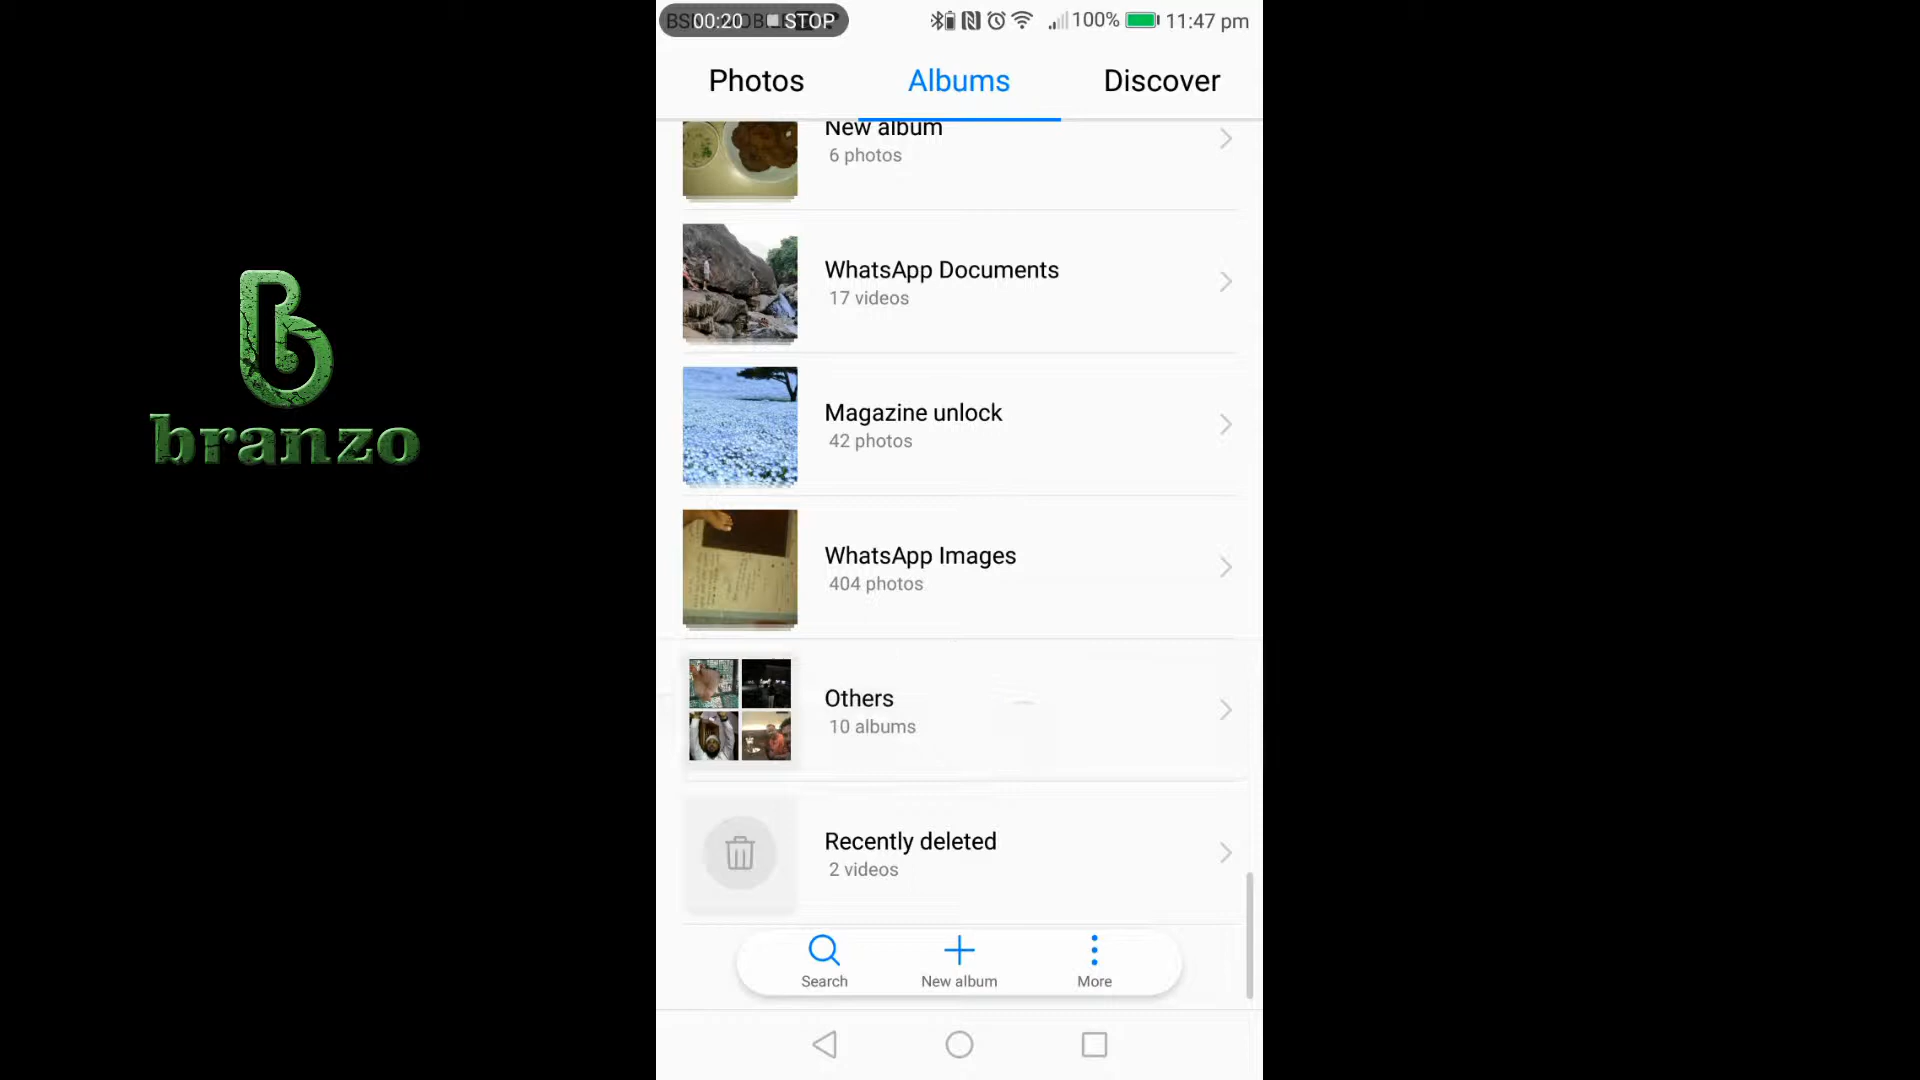 00:20 STOP 100% 11:47 pm
Photos Albums Discover
New album
6 photos
WhatsApp Documents
17 videos
Magazine unlock
42 photos
WhatsApp Images
404 photos
Others
10 albums
Recently deleted
2 videos
Search New album More
branzo